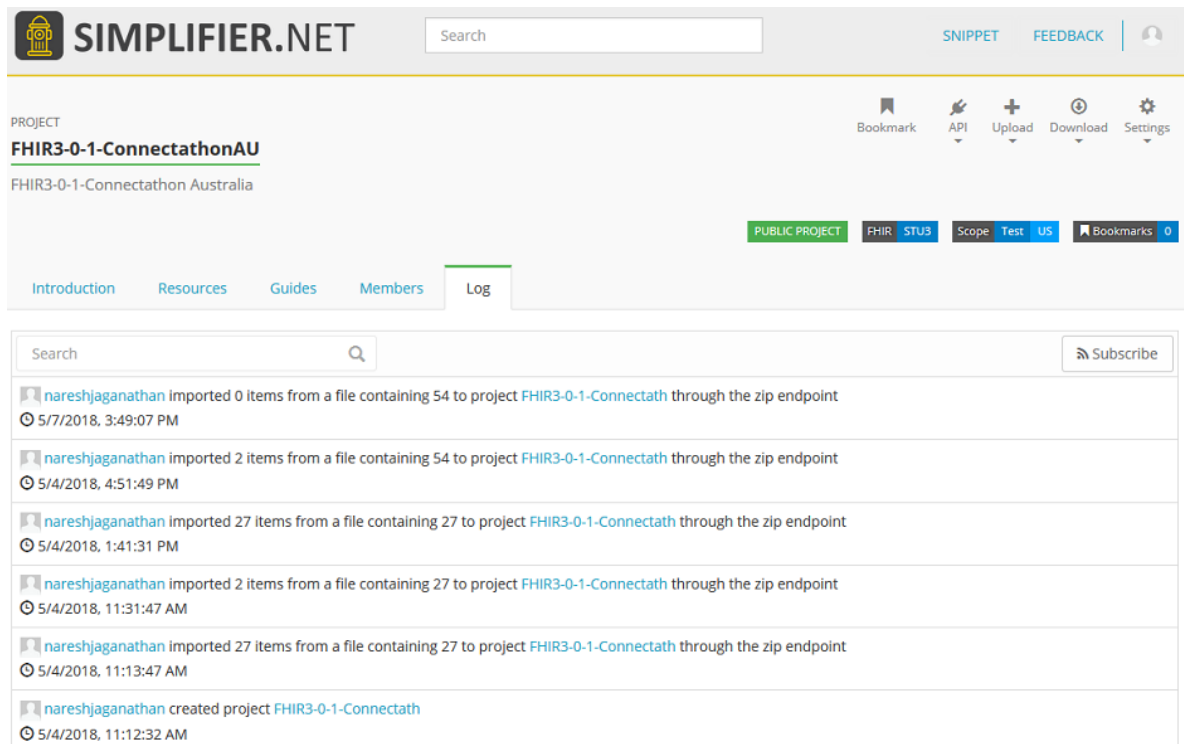 SIMPLIFIER.NET
Search
SNIPPET
FEEDBACK
PROJECT
FHIR3-0-1-ConnectathonAU
FHIR3-0-1-Connectathon Australia
Bookmark
API
Upload
Download
Settings
PUBLIC PROJECT
FHIR STU3
Scope Test US
Bookmarks 0
Introduction
Resources
Guides
Members
Log
Search
Subscribe
nareshjaganathan imported 0 items from a file containing 54 to project FHIR3-0-1-Connectath through the zip endpoint
5/7/2018, 3:49:07 PM
nareshjaganathan imported 2 items from a file containing 54 to project FHIR3-0-1-Connectath through the zip endpoint
5/4/2018, 4:51:49 PM
nareshjaganathan imported 27 items from a file containing 27 to project FHIR3-0-1-Connectath through the zip endpoint
5/4/2018, 1:41:31 PM
nareshjaganathan imported 2 items from a file containing 27 to project FHIR3-0-1-Connectath through the zip endpoint
5/4/2018, 11:31:47 AM
nareshjaganathan imported 27 items from a file containing 27 to project FHIR3-0-1-Connectath through the zip endpoint
5/4/2018, 11:13:47 AM
nareshjaganathan created project FHIR3-0-1-Connectath
5/4/2018, 11:12:32 AM